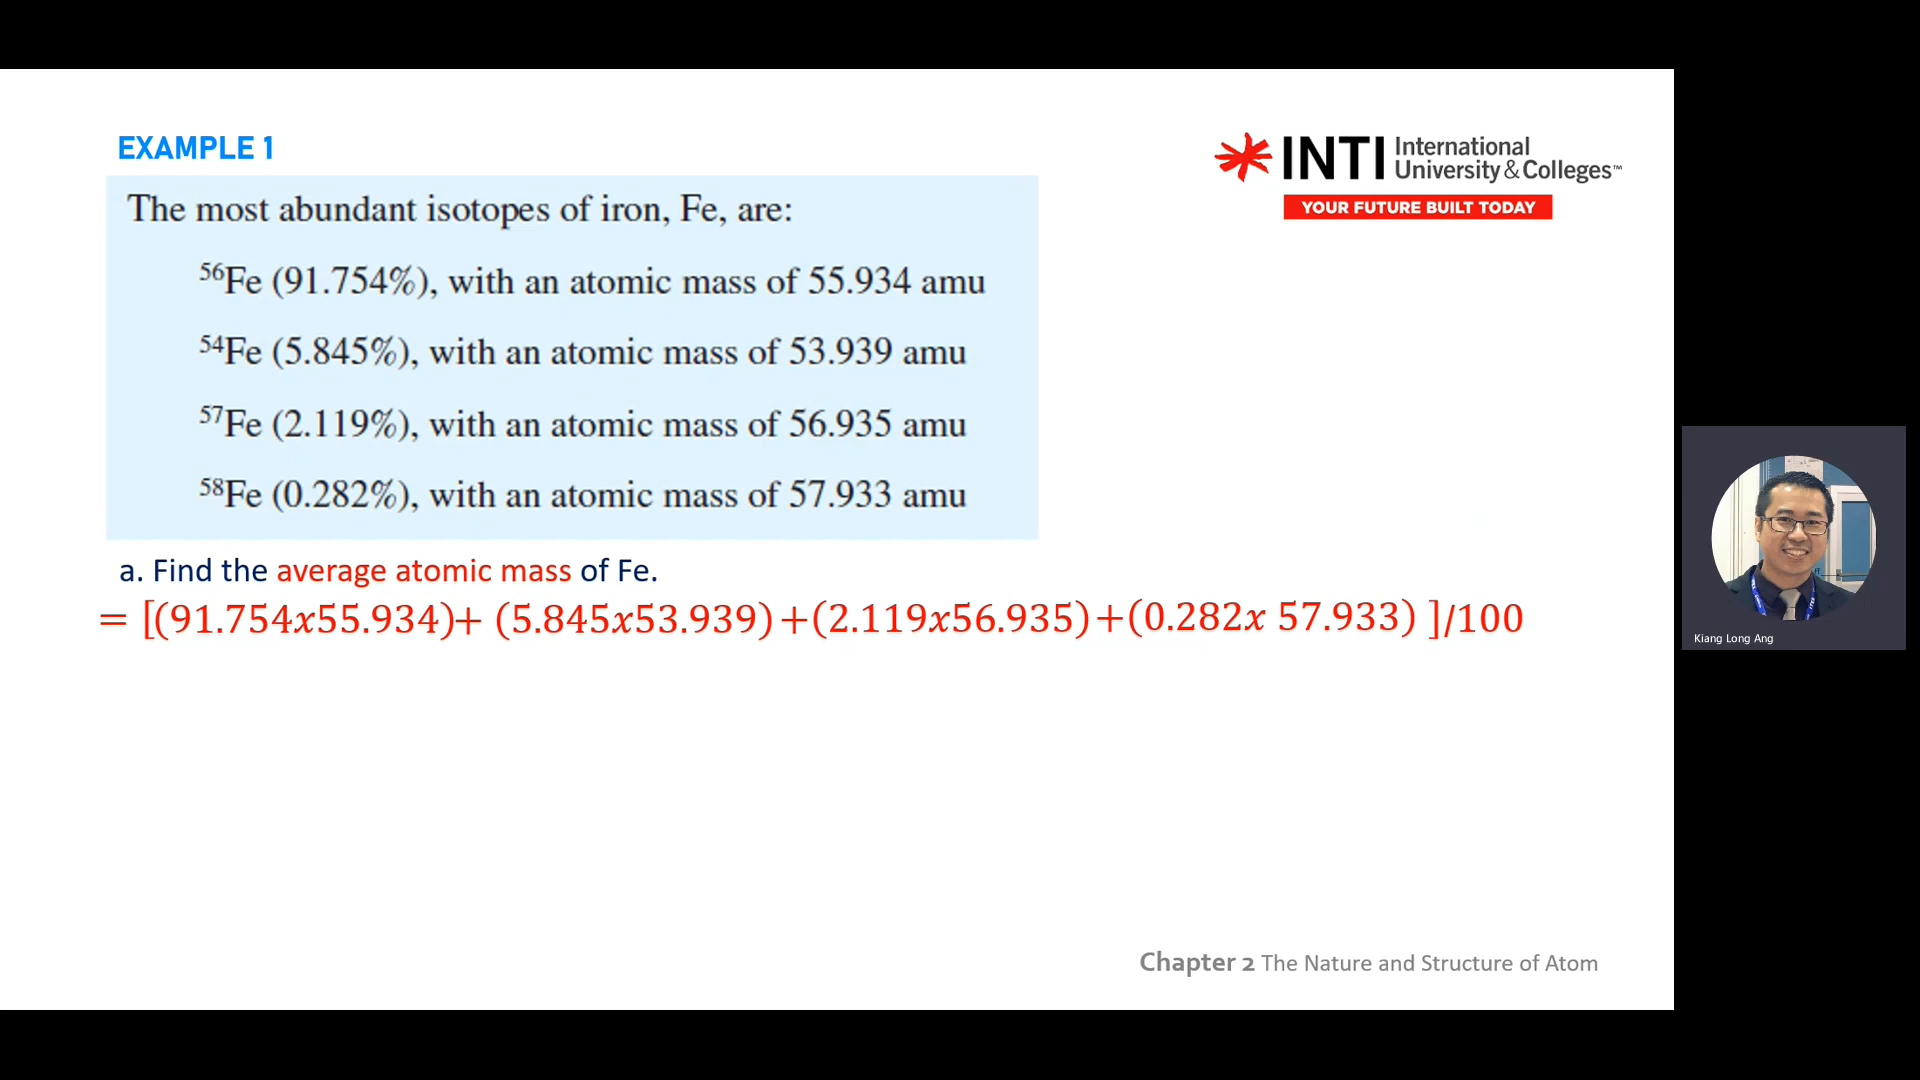 EXAMPLE 1
INTI International University & Colleges™
YOUR FUTURE BUILT TODAY
The most abundant isotopes of iron, Fe, are:
⁵⁶Fe (91.754%), with an atomic mass of 55.934 amu
⁵⁴Fe (5.845%), with an atomic mass of 53.939 amu
⁵⁷Fe (2.119%), with an atomic mass of 56.935 amu
⁵⁸Fe (0.282%), with an atomic mass of 57.933 amu
a. Find the average atomic mass of Fe.
= [(91.754x55.934)+ (5.845x53.939) +(2.119x56.935)+(0.282x 57.933) ]/100
Kiang Long Ang
Chapter 2 The Nature and Structure of Atom